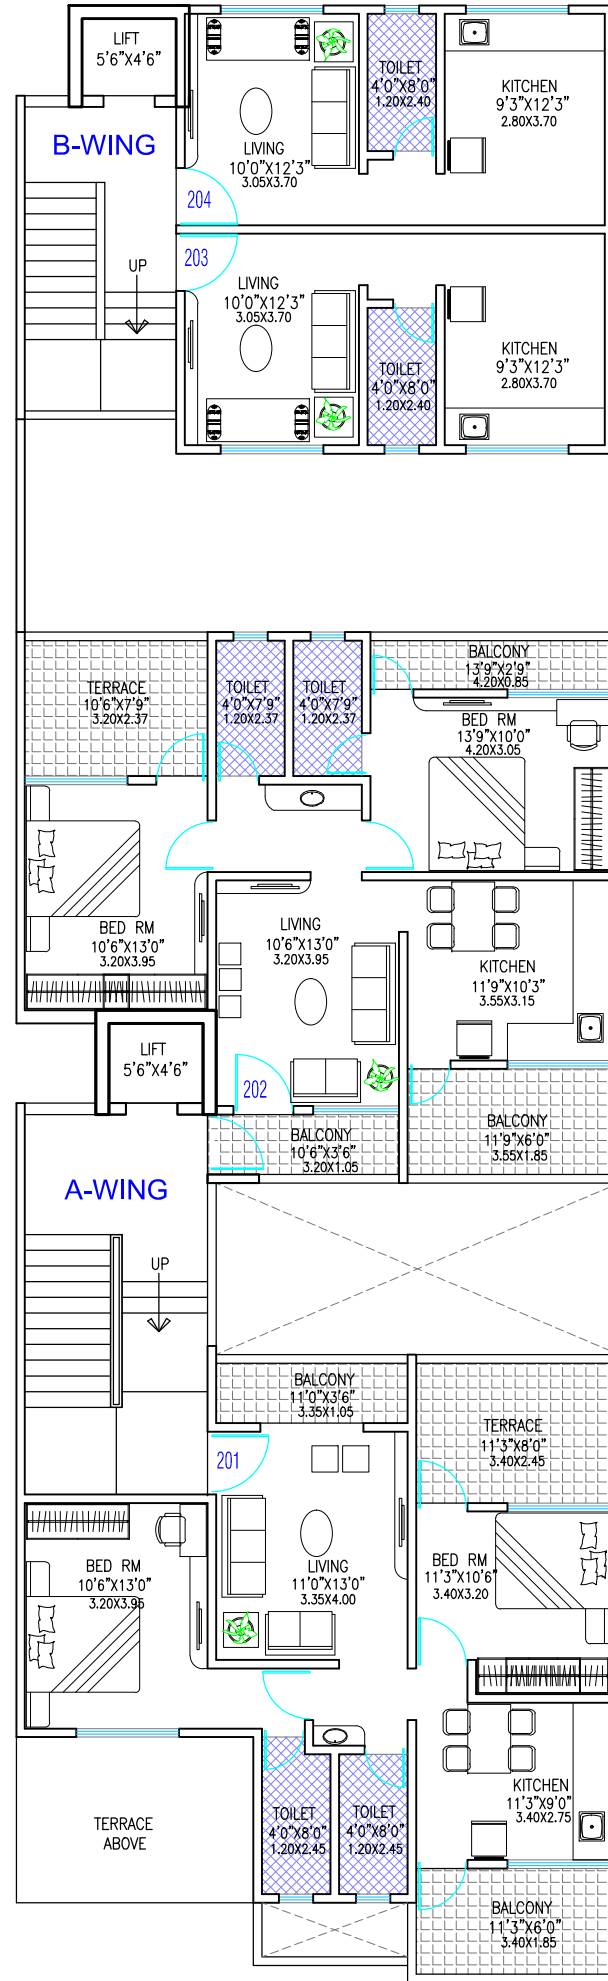 LIFT
5'6"X4'6"
B-WING
LIVING
10'0"X12'3"
3.05X3.70
TOILET
4'0"X8'0"
1.20X2.40
KITCHEN
9'3"X12'3"
2.80X3.70
204
203
UP
LIVING
10'0"X12'3"
3.05X3.70
TOILET
4'0"X8'0"
1.20X2.40
KITCHEN
9'3"X12'3"
2.80X3.70
TERRACE
10'6"X7'9"
3.20X2.37
TOILET
4'0"X7'9"
1.20X2.37
TOILET
4'0"X7'9"
1.20X2.37
BALCONY
13'9"X2'9"
4.20X0.85
BED RM
13'9"X10'0"
4.20X3.05
BED RM
10'6"X13'0"
3.20X3.95
LIVING
10'6"X13'0"
3.20X3.95
KITCHEN
11'9"X10'3"
3.55X3.15
LIFT
5'6"X4'6"
202
BALCONY
10'6"X3'6"
3.20X1.05
BALCONY
11'9"X6'0"
3.55X1.85
A-WING
UP
BALCONY
11'0"X3'6"
3.35X1.05
TERRACE
11'3"X8'0"
3.40X2.45
201
BED RM
10'6"X13'0"
3.20X3.95
LIVING
11'0"X13'0"
3.35X4.00
BED RM
11'3"X10'6"
3.40X3.20
KITCHEN
11'3"X9'0"
3.40X2.75
TERRACE
ABOVE
TOILET
4'0"X8'0"
1.20X2.45
TOILET
4'0"X8'0"
1.20X2.45
BALCONY
11'3"X6'0"
3.40X1.85